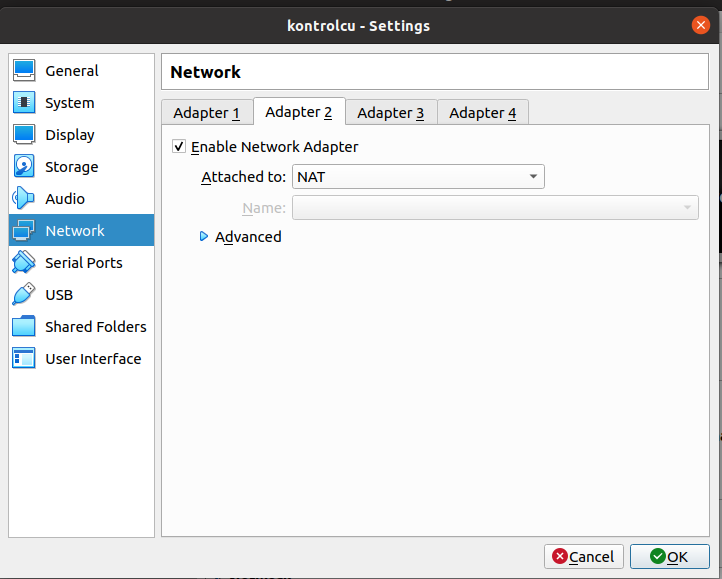 kontrolcu - Settings
General
System
Display
Storage
Audio
Network
Serial Ports
USB
Shared Folders
User Interface
Network
Adapter 1 Adapter 2 Adapter 3 Adapter 4
Enable Network Adapter
Attached to: NAT
Name:
Advanced
Cancel OK